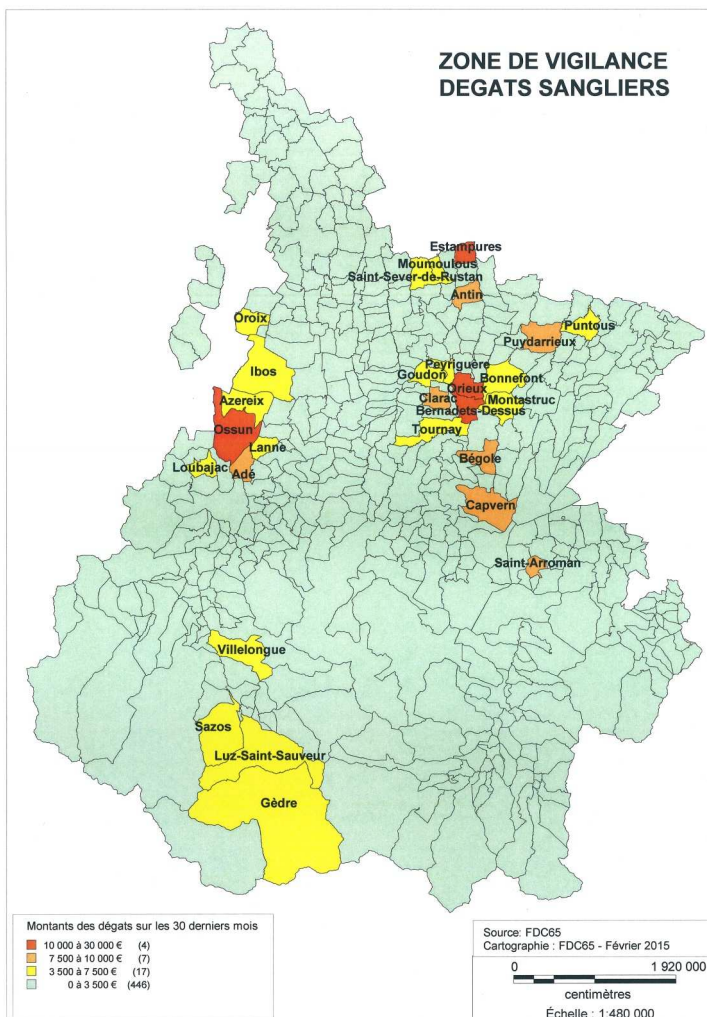 ZONE DE VIGILANCE
DEGATS SANGLIERS
Estampures
Moumoulous
Saint-Sever-de-Rustan
Antin
Oroix
Puntous
Puydarrieux
Ibos
Peyriguère
Goudon
Orieux
Bonnefont
Azereix
Clarac
Montastruc
Bernadets-Dessus
Ossun
Tournay
Lanne
Bégole
Loubajac
Adé
Capvern
Saint-Arroman
Villelongue
Sazos
Luz-Saint-Sauveur
Gèdre
Montants des dégats sur les 30 derniers mois
10 000 à 30 000 € (4)
7 500 à 10 000 € (7)
3 500 à 7 500 € (17)
0 à 3 500 € (446)
Source: FDC65
Cartographie : FDC65 - Février 2015
0 1 920 000
centimètres
Échelle : 1:480 000